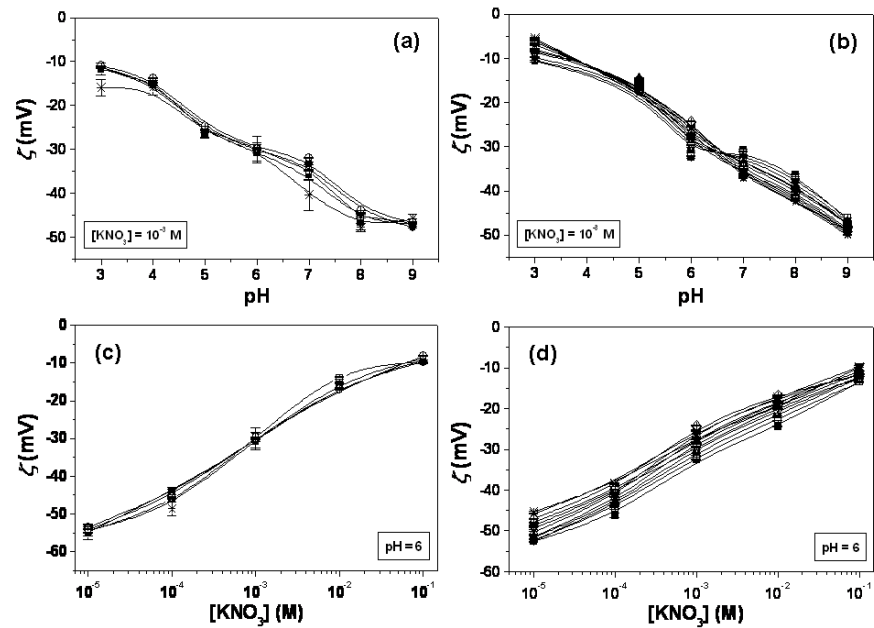 (a)
0
-10
-20
-30
-40
-50
ζ (mV)
[KNO₃] = 10⁻³ M
3 4 5 6 7 8 9
pH
(b)
0
-10
-20
-30
-40
-50
ζ (mV)
[KNO₃] = 10⁻³ M
3 4 5 6 7 8 9
pH
(c)
0
-10
-20
-30
-40
-50
-60
ζ (mV)
pH = 6
10⁻⁵ 10⁻⁴ 10⁻³ 10⁻² 10⁻¹
[KNO₃] (M)
(d)
0
-10
-20
-30
-40
-50
-60
ζ (mV)
pH = 6
10⁻⁵ 10⁻⁴ 10⁻³ 10⁻² 10⁻¹
[KNO₃] (M)